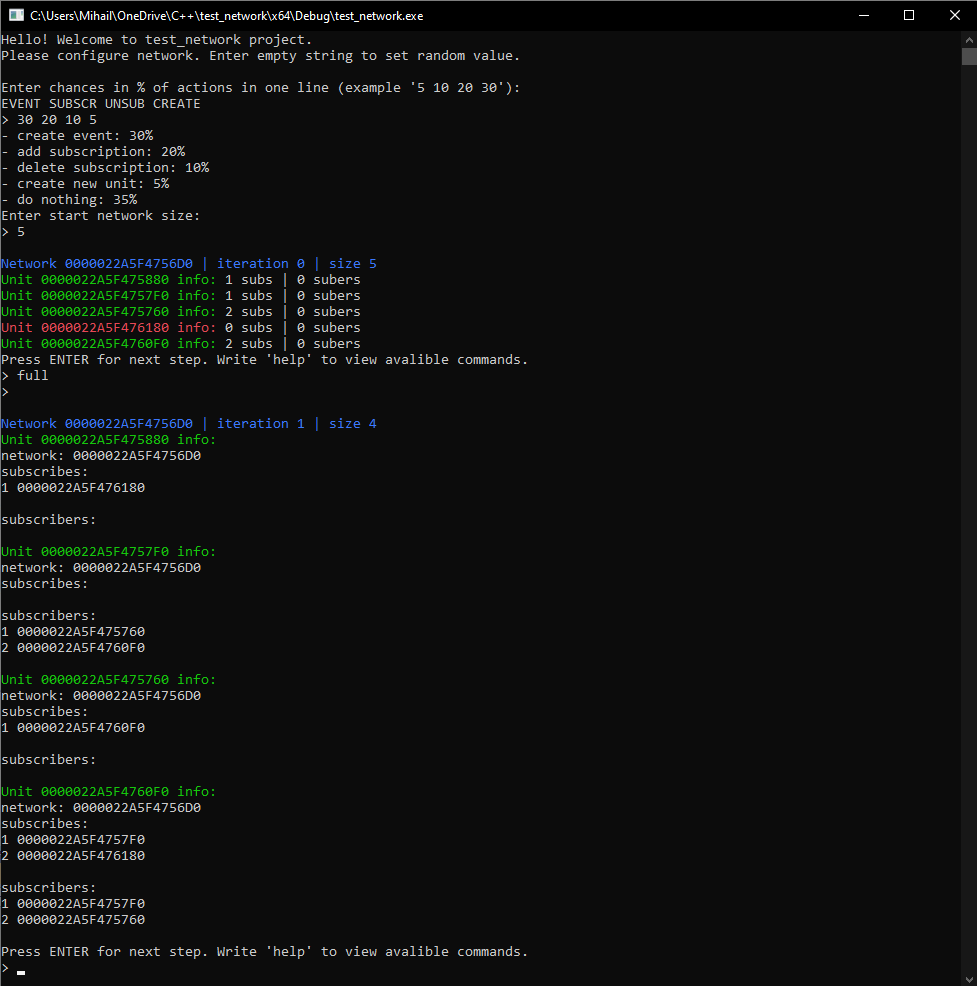 C:\Users\Mihail\OneDrive\C++\test_network\x64\Debug\test_network.exe
Hello! Welcome to test_network project.
Please configure network. Enter empty string to set random value.
Enter chances in % of actions in one line (example '5 10 20 30'):
EVENT SUBSCR UNSUB CREATE
> 30 20 10 5
- create event: 30%
- add subscription: 20%
- delete subscription: 10%
- create new unit: 5%
- do nothing: 35%
Enter start network size:
> 5
Network 0000022A5F4756D0 | iteration 0 | size 5
Unit 0000022A5F475880 info: 1 subs | 0 subers
Unit 0000022A5F4757F0 info: 1 subs | 0 subers
Unit 0000022A5F475760 info: 2 subs | 0 subers
Unit 0000022A5F476180 info: 0 subs | 0 subers
Unit 0000022A5F4760F0 info: 2 subs | 0 subers
Press ENTER for next step. Write 'help' to view avalible commands.
> full
>
Network 0000022A5F4756D0 | iteration 1 | size 4
Unit 0000022A5F475880 info:
network: 0000022A5F4756D0
subscribes:
1 0000022A5F476180
subscribers:
Unit 0000022A5F4757F0 info:
network: 0000022A5F4756D0
subscribes:
subscribers:
1 0000022A5F475760
2 0000022A5F4760F0
Unit 0000022A5F475760 info:
network: 0000022A5F4756D0
subscribes:
1 0000022A5F4760F0
subscribers:
Unit 0000022A5F4760F0 info:
network: 0000022A5F4756D0
subscribes:
1 0000022A5F4757F0
2 0000022A5F476180
subscribers:
1 0000022A5F4757F0
2 0000022A5F475760
Press ENTER for next step. Write 'help' to view avalible commands.
>